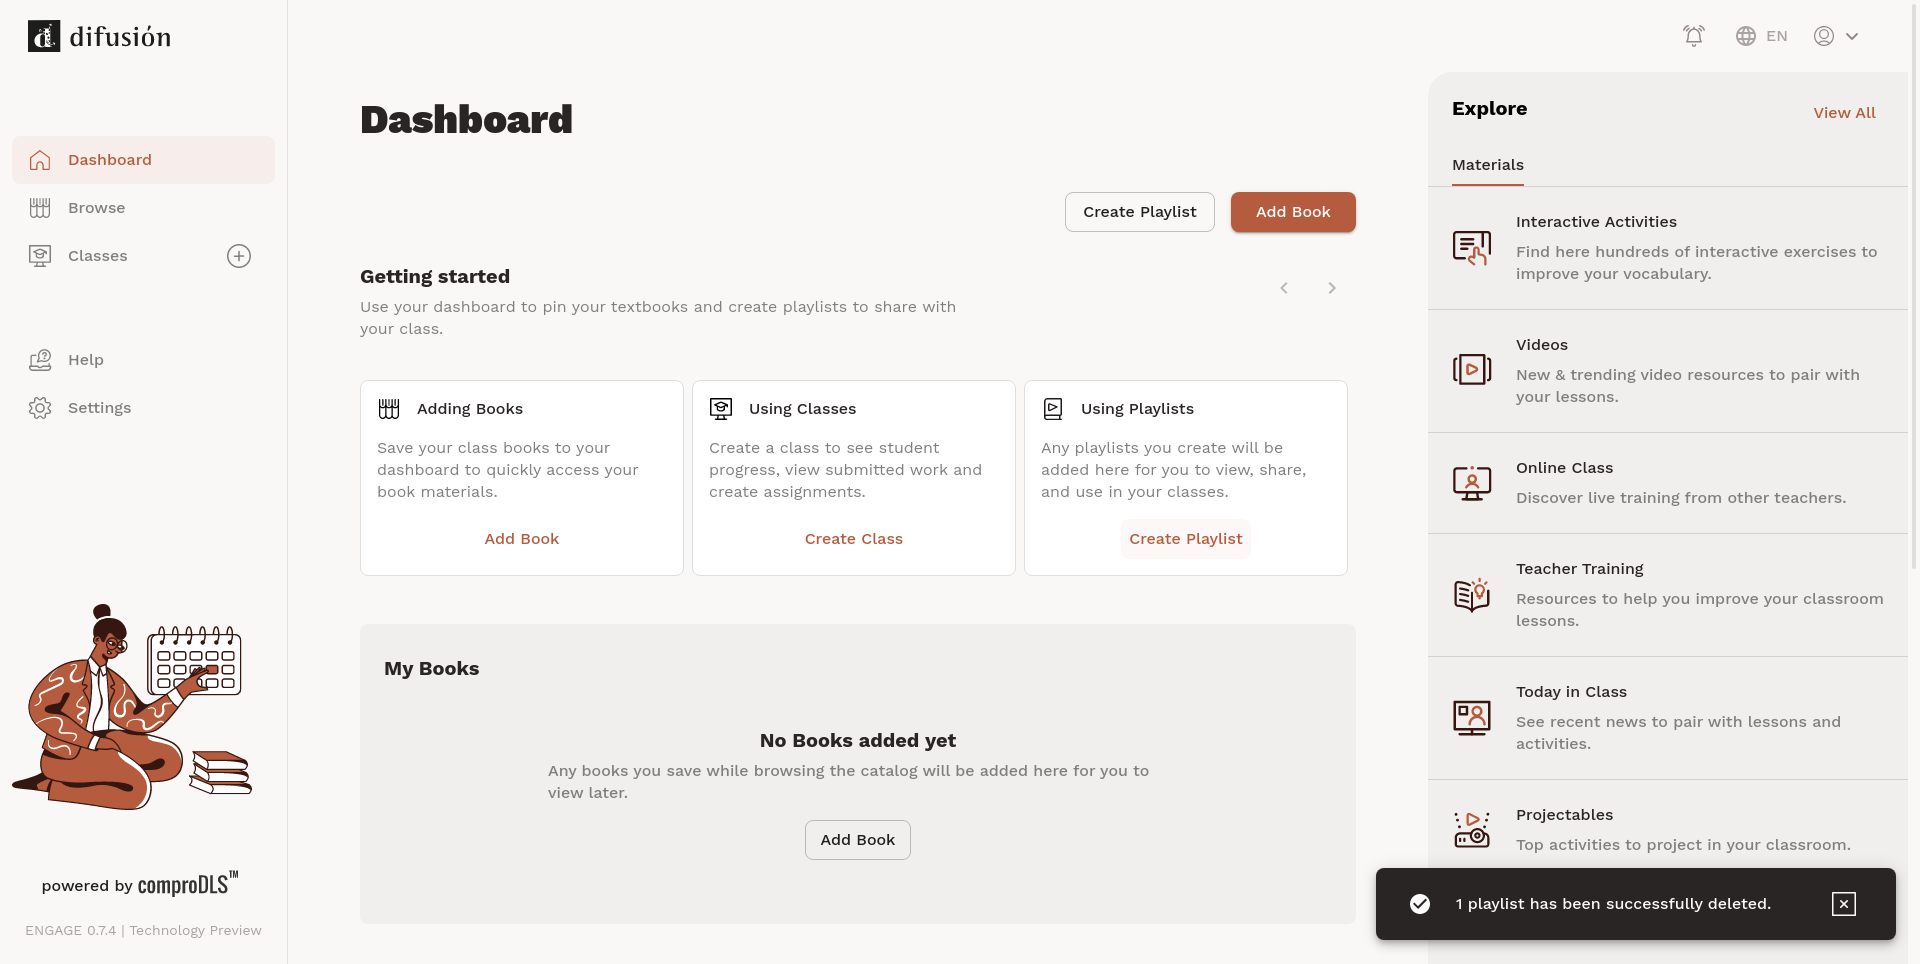 difusión
EN
Dashboard
Browse
Classes
Help
Settings
powered by comproDLS™
ENGAGE 0.7.4 | Technology Preview
Dashboard
Create Playlist
Add Book
Getting started
Use your dashboard to pin your textbooks and create playlists to share with
your class.
Adding Books
Save your class books to your
dashboard to quickly access your
book materials.
Add Book
Using Classes
Create a class to see student
progress, view submitted work and
create assignments.
Create Class
Using Playlists
Any playlists you create will be
added here for you to view, share,
and use in your classes.
Create Playlist
My Books
No Books added yet
Any books you save while browsing the catalog will be added here for you to
view later.
Add Book
Explore
View All
Materials
Interactive Activities
Find here hundreds of interactive exercises to
improve your vocabulary.
Videos
New & trending video resources to pair with
your lessons.
Online Class
Discover live training from other teachers.
Teacher Training
Resources to help you improve your classroom
lessons.
Today in Class
See recent news to pair with lessons and
activities.
Projectables
Top activities to project in your classroom.
1 playlist has been successfully deleted.